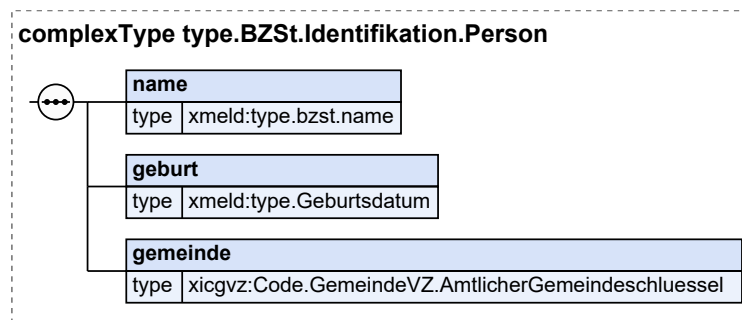 complexType type.BZSt.Identifikation.Person
name
type xmeld:type.bzst.name
geburt
type xmeld:type.Geburtsdatum
gemeinde
type xicgvz:Code.GemeindeVZ.AmtlicherGemeindeschluessel